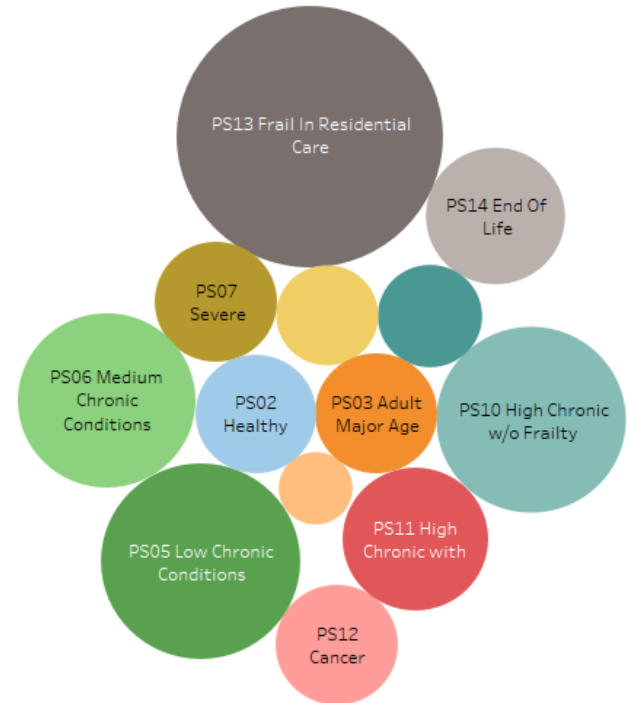 PS13 Frail In Residential
Care
PS14 End Of
Life
PS07
Severe
PS06 Medium
Chronic
Conditions
PS02
Healthy
PS03 Adult
Major Age
PS10 High Chronic
w/o Frailty
PS05 Low Chronic
Conditions
PS11 High
Chronic with
PS12
Cancer